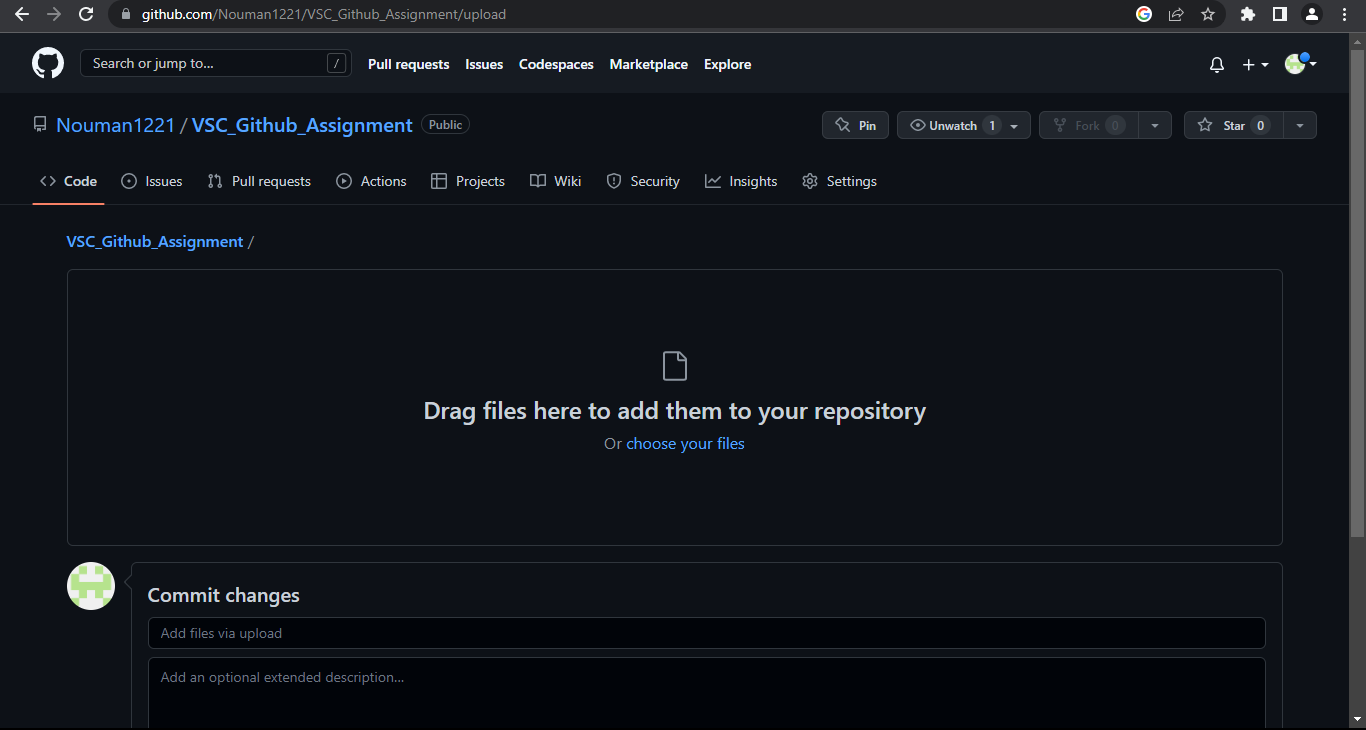 github.com/Nouman1221/VSC_Github_Assignment/upload
Search or jump to... / Pull requests Issues Codespaces Marketplace Explore
Nouman1221 / VSC_Github_Assignment Public Pin Unwatch 1 Fork 0 Star 0
Code Issues Pull requests Actions Projects Wiki Security Insights Settings
VSC_Github_Assignment /
Drag files here to add them to your repository
Or choose your files
Commit changes
Add files via upload
Add an optional extended description...